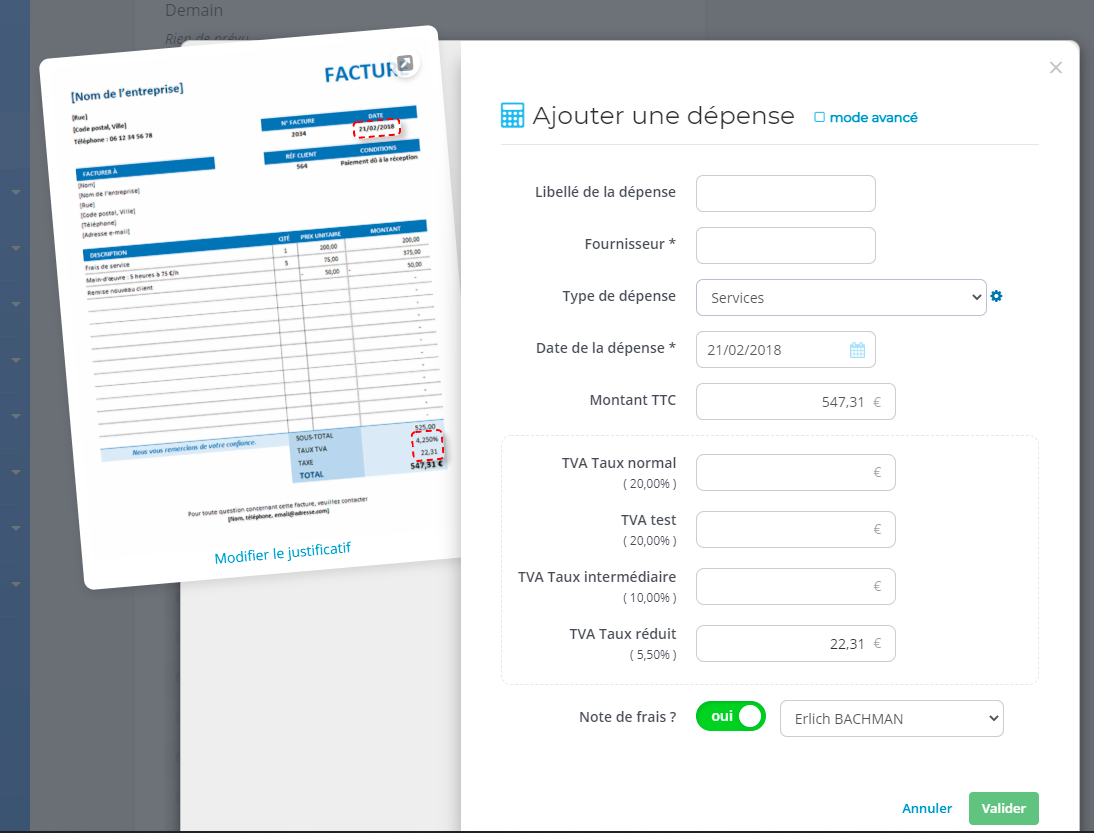 Demain
Rien de prévu
FACTURE
[Nom de l'entreprise]
[Rue]
[Code postal, Ville]
Téléphone : 06 12 34 56 78
N° FACTURE DATE
2034 21/02/2018
RÉF CLIENT CONDITIONS
564 Paiement dû à la réception
FACTURER À
[Nom]
[Nom de l'entreprise]
[Rue]
[Code postal, Ville]
[Téléphone]
[Adresse e-mail]
DESCRIPTION QTÉ PRIX UNITAIRE MONTANT
Frais de service 1 200,00 200,00
Main-d'œuvre : 5 heures à 75 €/h 5 75,00 375,00
Remise nouveau client - 50,00 - 50,00
Nous vous remercions de votre confiance.
SOUS-TOTAL 525,00
TAUX TVA 4,250%
TAXE 22,31
TOTAL 547,31 €
Pour toute question concernant cette facture, veuillez contacter
[Nom, téléphone, email@adresse.com]
Modifier le justificatif
Ajouter une dépense mode avancé
Libellé de la dépense
Fournisseur *
Type de dépense Services
Date de la dépense * 21/02/2018
Montant TTC 547,31 €
TVA Taux normal €
( 20,00% )
TVA test €
( 20,00% )
TVA Taux intermédiaire €
( 10,00% )
TVA Taux réduit 22,31 €
( 5,50% )
Note de frais ? oui Erlich BACHMAN
Annuler Valider